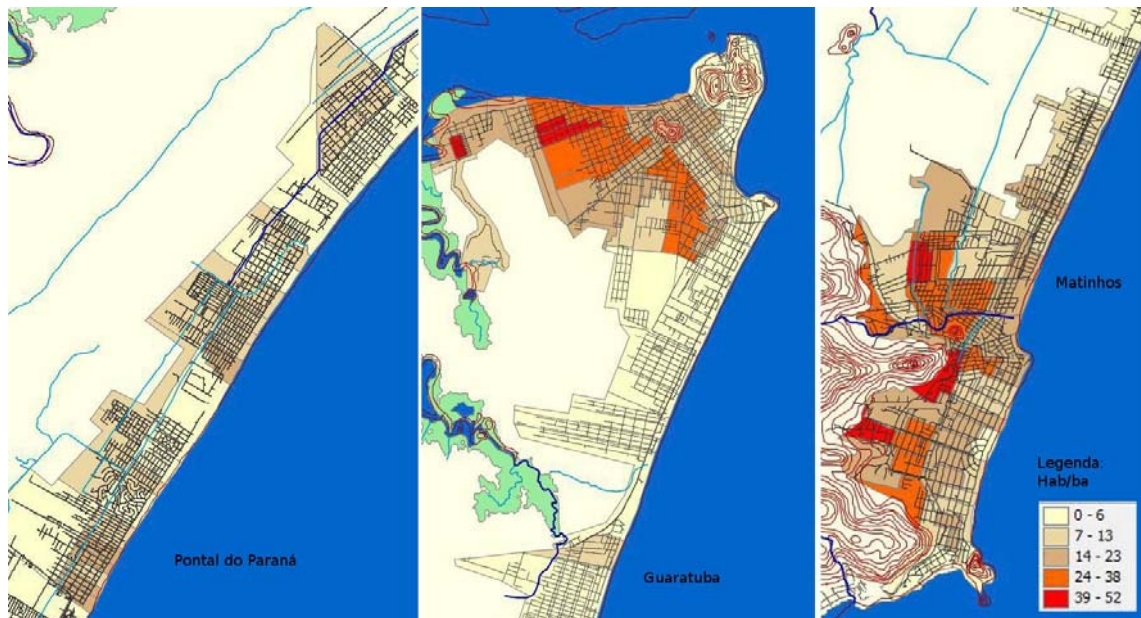 Pontal do Paraná
Guaratuba
Matinhos
Legenda:
Hab/ba
0 - 6
7 - 13
14 - 23
24 - 38
39 - 52